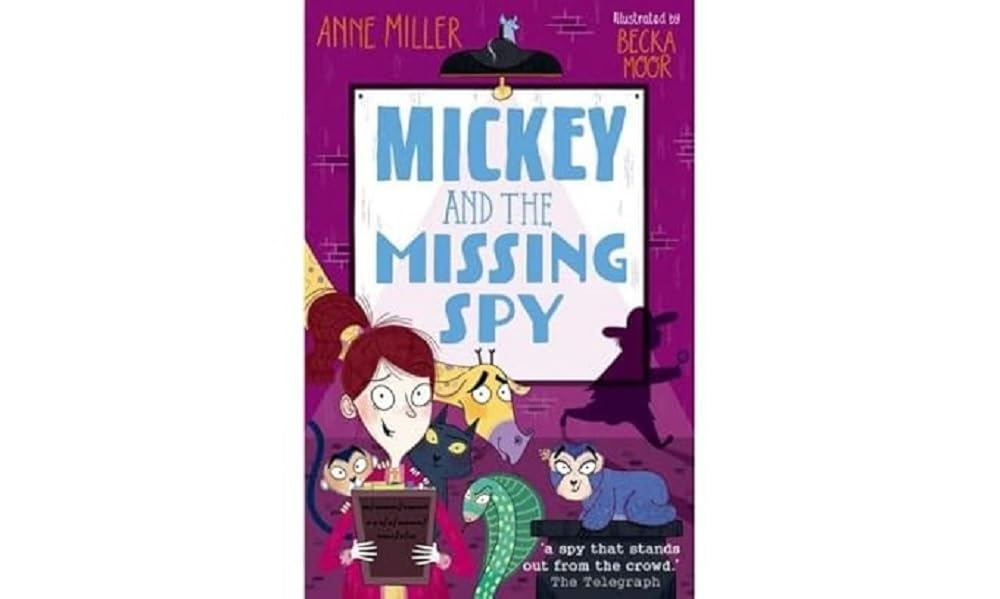 ANNE MILLER
Illustrated by
BECKA
MOOR
MICKEY
AND THE
MISSING
SPY
'a spy that stands
out from the crowd.'
The Telegraph